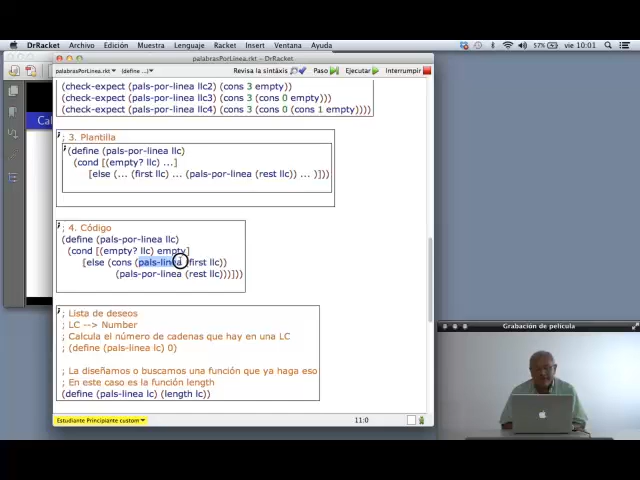 DrRacket Archivo Edición Muestra Lenguaje Racket Insert Ventana Ayuda 57% vie 10:01
palabrasPorLinea.rkt - DrRacket
palabrasPorLinea.rkt (define ...) Revisa la sintáxis Paso Ejecutar Interrumpir
(check-expect (pals-por-linea llc2) (cons 3 empty))
(check-expect (pals-por-linea llc3) (cons 3 (cons 0 empty)))
(check-expect (pals-por-linea llc4) (cons 3 (cons 0 (cons 1 empty))))
; 3. Plantilla
(define (pals-por-linea llc)
(cond [(empty? llc) ...]
[else (... (first llc) ... (pals-por-linea (rest llc)) ... )]))
; 4. Código
(define (pals-por-linea llc)
(cond [(empty? llc) empty]
[else (cons (pals-linea (first llc))
(pals-por-linea (rest llc)))]))
; Lista de deseos
; LC --> Number
; Calcula el número de cadenas que hay en una LC
; (define (pals-linea lc) 0)
; La diseñamos o buscamos una función que ya haga eso
; En este caso es la función length
(define (pals-linea lc) (length lc))
Estudiante Principiante custom 11:0
Cal
Grabación de película